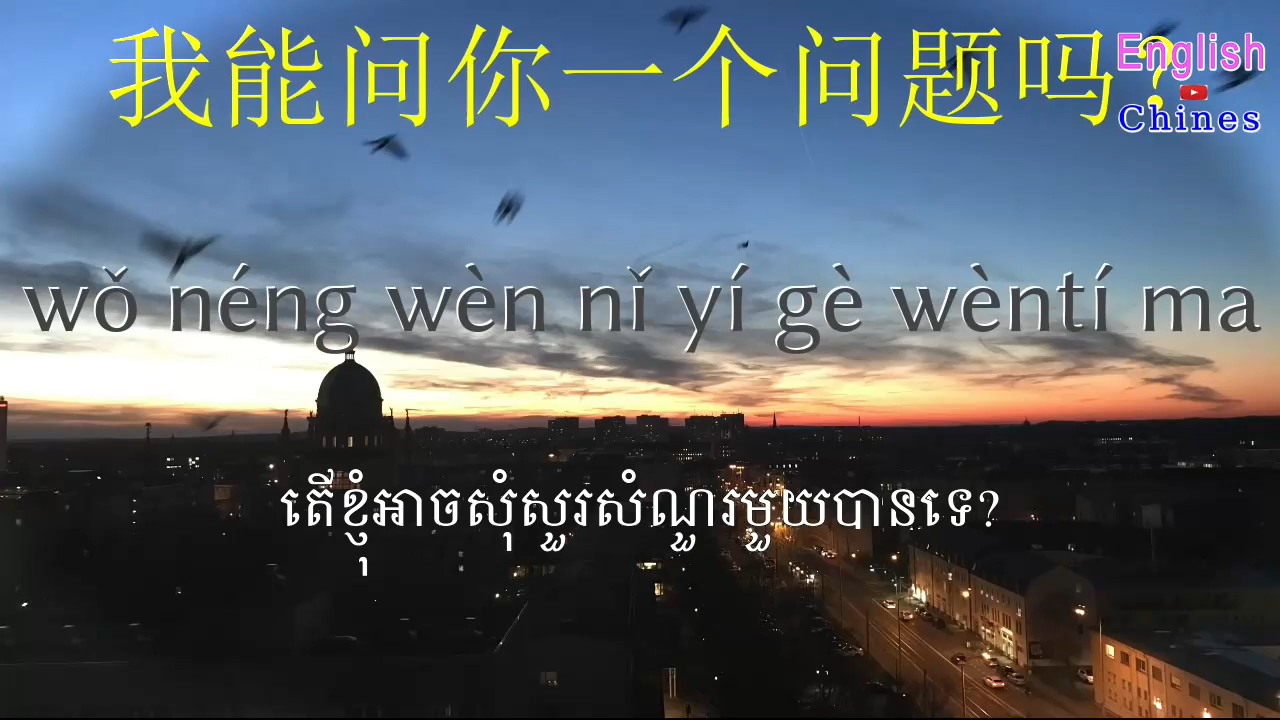 我能问你一个问题吗?
English
Chines
wǒ néng wèn nǐ yí gè wèntí ma
តើខ្ញុំអាចសុំសួរសំណួរមួយបានទេ?